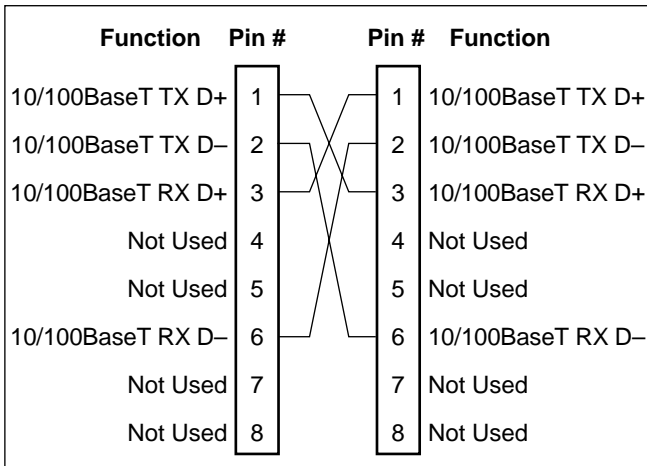 Function Pin # Pin # Function
10/100BaseT TX D+ 1 1 10/100BaseT TX D+
10/100BaseT TX D– 2 2 10/100BaseT TX D–
10/100BaseT RX D+ 3 3 10/100BaseT RX D+
Not Used 4 4 Not Used
Not Used 5 5 Not Used
10/100BaseT RX D– 6 6 10/100BaseT RX D–
Not Used 7 7 Not Used
Not Used 8 8 Not Used